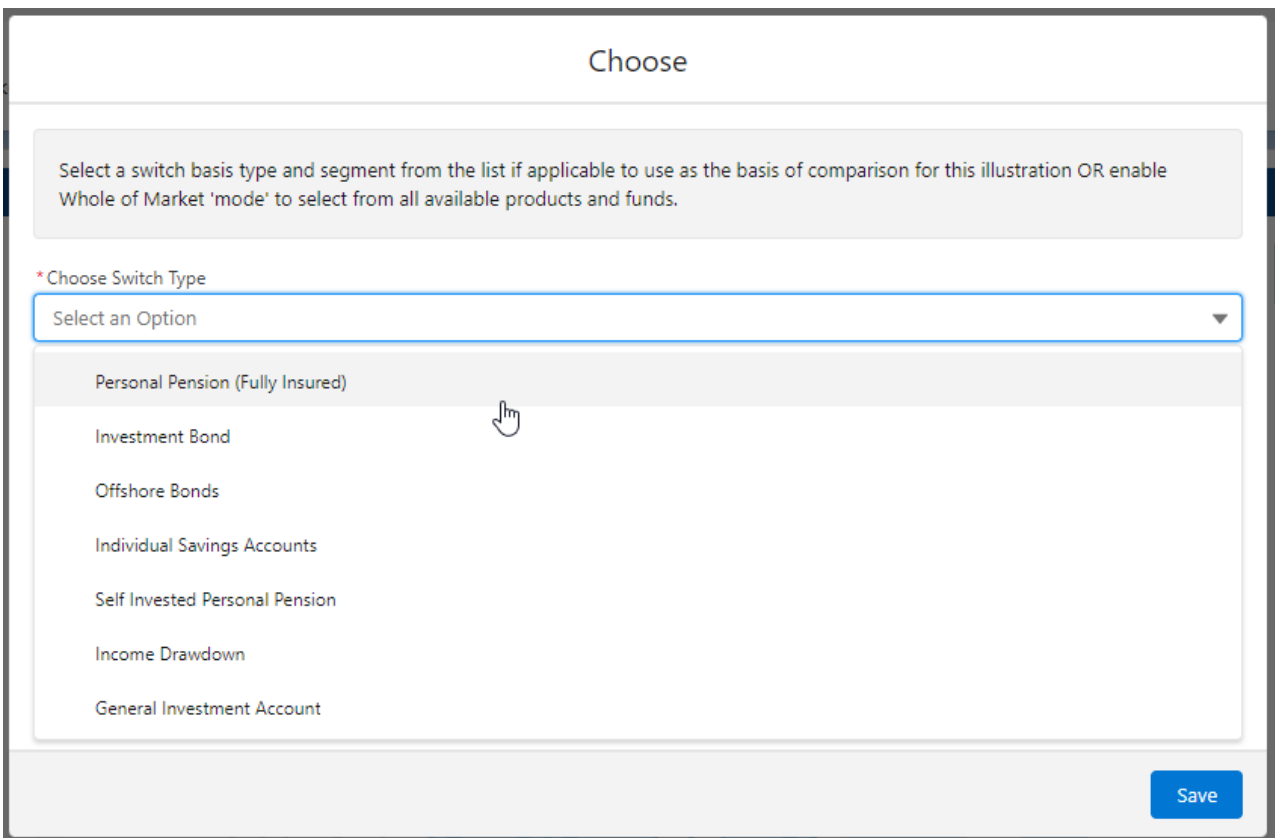 Choose
Select a switch basis type and segment from the list if applicable to use as the basis of comparison for this illustration OR enable
Whole of Market 'mode' to select from all available products and funds.
*Choose Switch Type
Select an Option
Personal Pension (Fully Insured)
Investment Bond
Offshore Bonds
Individual Savings Accounts
Self Invested Personal Pension
Income Drawdown
General Investment Account
Save